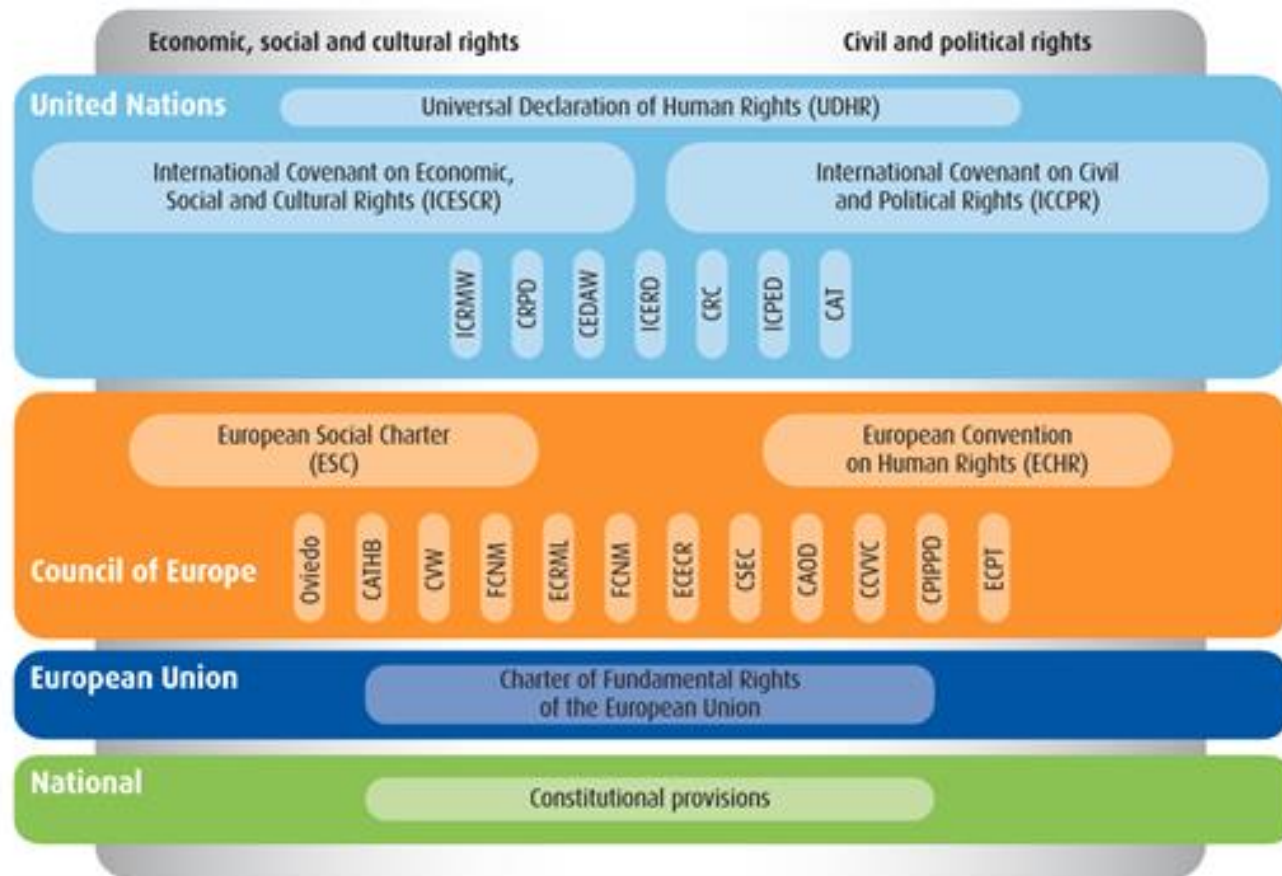 Economic, social and cultural rights
Civil and political rights
United Nations
Universal Declaration of Human Rights (UDHR)
International Covenant on Economic,
Social and Cultural Rights (ICESCR)
International Covenant on Civil
and Political Rights (ICCPR)
ICRMW
CRPD
CEDAW
ICERD
CRC
ICPED
CAT
European Social Charter
(ESC)
European Convention
on Human Rights (ECHR)
Council of Europe
Oviedo
CATHB
CVW
FCNM
ECRML
FCNM
ECECR
CSEC
CAOD
CCVVC
CPIPPD
ECPT
European Union
Charter of Fundamental Rights
of the European Union
National
Constitutional provisions